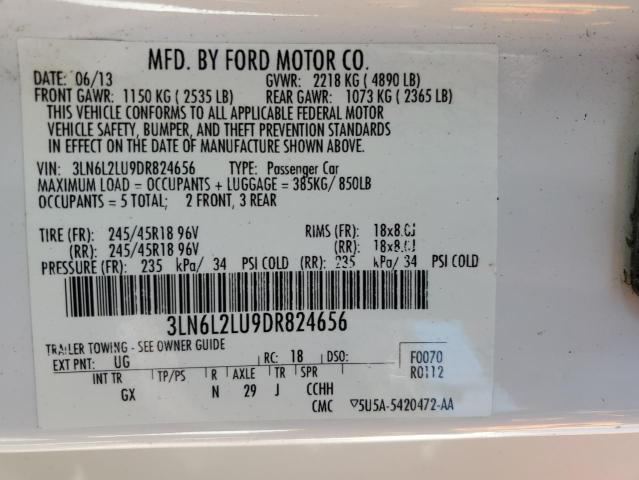 MFD. BY FORD MOTOR CO.
DATE: 06/13 GVWR: 2218 KG ( 4890 LB)
FRONT GAWR: 1150 KG ( 2535 LB) REAR GAWR: 1073 KG ( 2365 LB)
THIS VEHICLE CONFORMS TO ALL APPLICABLE FEDERAL MOTOR
VEHICLE SAFETY, BUMPER, AND THEFT PREVENTION STANDARDS
IN EFFECT ON THE DATE OF MANUFACTURE SHOWN ABOVE.
VIN: 3LN6L2LU9DR824656 TYPE: Passenger Car
MAXIMUM LOAD = OCCUPANTS + LUGGAGE = 385KG/ 850LB
OCCUPANTS = 5 TOTAL; 2 FRONT, 3 REAR
TIRE (FR): 245/45R18 96V RIMS (FR): 18x8.0J
(RR): 245/45R18 96V (RR): 18x8.0J
PRESSURE (FR): 235 kPa/ 34 PSI COLD (RR): 235 kPa/ 34 PSI COLD
3LN6L2LU9DR824656
TRAILER TOWING - SEE OWNER GUIDE
EXT PNT: UG RC: 18 DSO: F0070
R0112
INT TR TP/PS R AXLE TR SPR
GX N 29 J CCHH
CMC ▽5U5A-5420472-AA